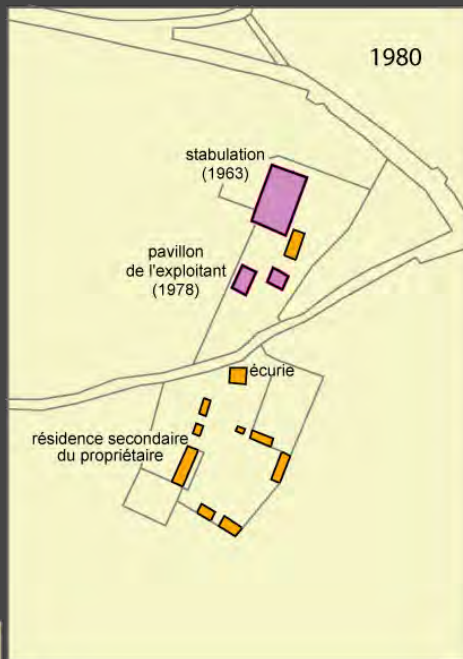 1980
stabulation
(1963)
pavillon
de l'exploitant
(1978)
écurie
résidence secondaire
du propriétaire